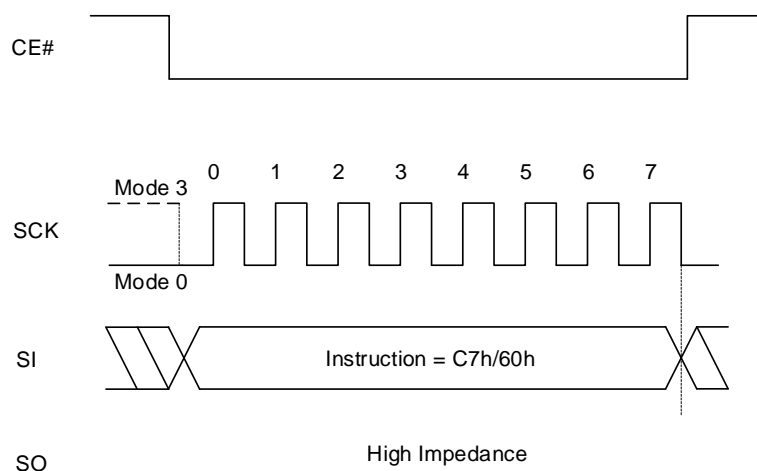 CE#
0 1 2 3 4 5 6 7
Mode 3
SCK
Mode 0
SI
Instruction = C7h/60h
SO
High Impedance